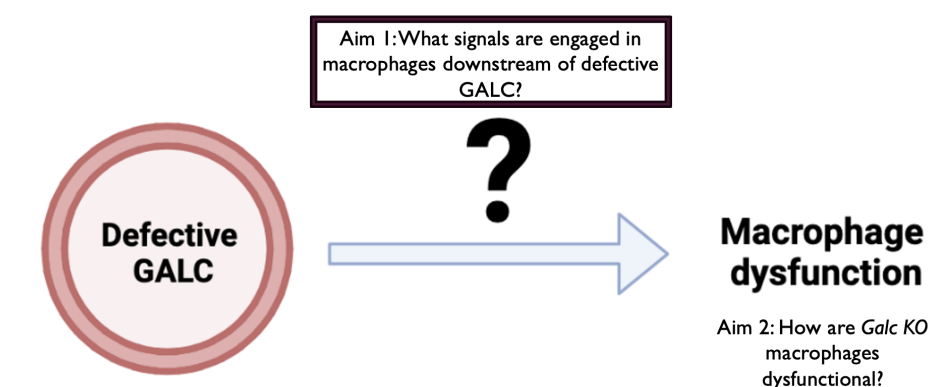 Aim 1: What signals are engaged in
macrophages downstream of defective
GALC?
?
Defective
GALC
Macrophage
dysfunction
Aim 2: How are Galc KO
macrophages
dysfunctional?